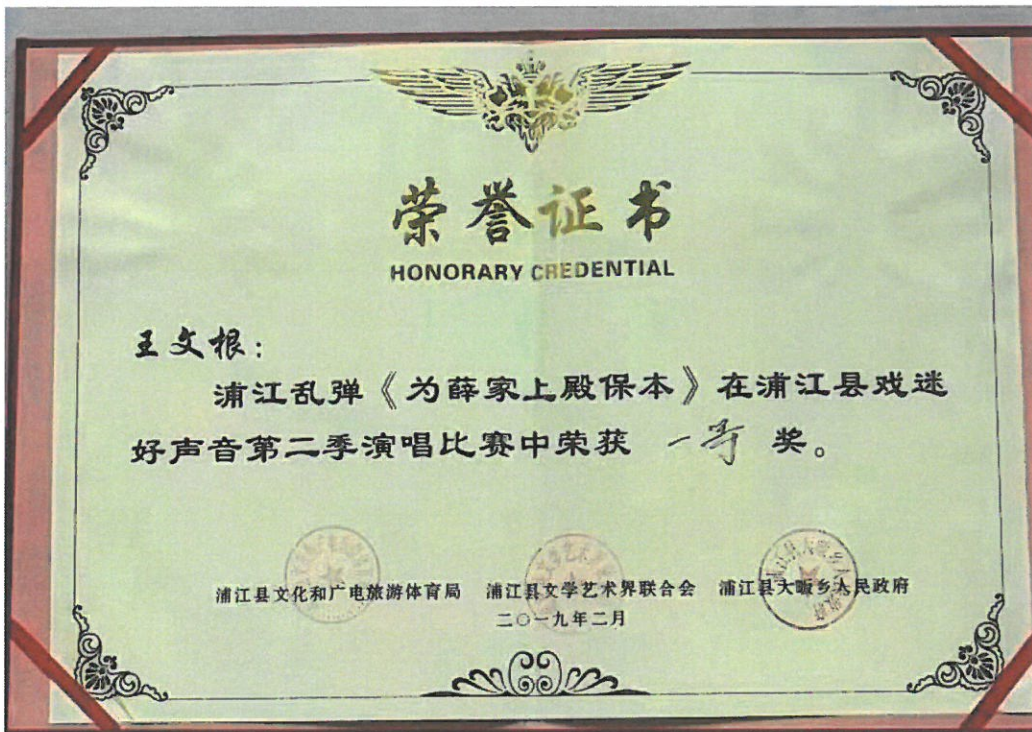 荣誉证书
HONORARY CREDENTIAL
王文根:
浦江乱弹《为薛家上殿保本》在浦江县戏迷
好声音第二季演唱比赛中荣获 一等 奖。
浦江县文化和广电旅游体育局 浦江县文学艺术界联合会 浦江县大畈乡人民政府
二〇一九年二月